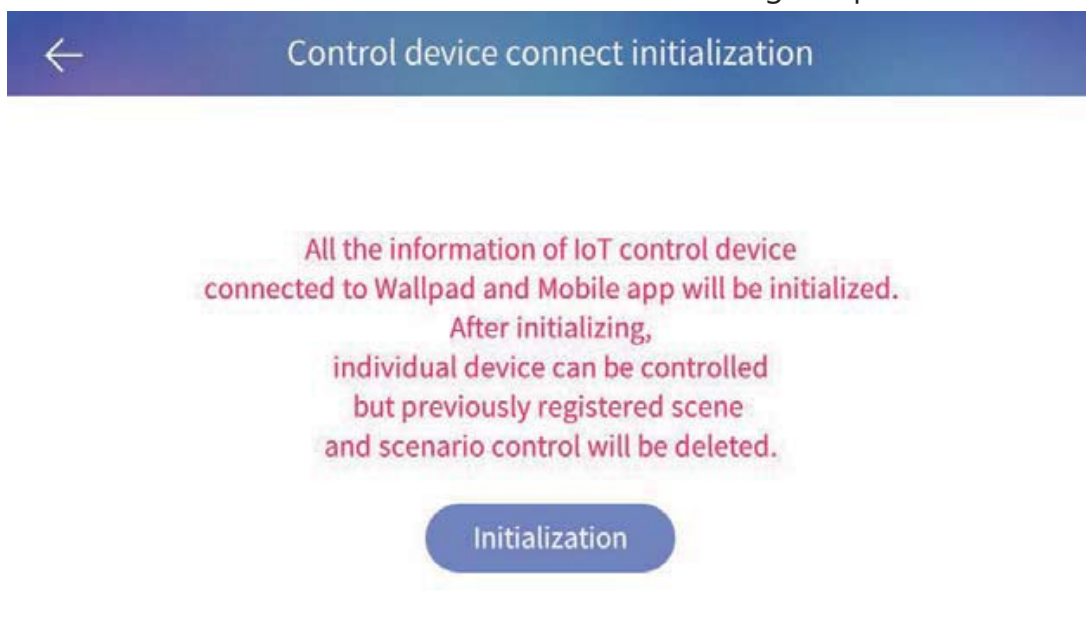 Control device connect initialization
All the information of IoT control device
connected to Wallpad and Mobile app will be initialized.
After initializing,
individual device can be controlled
but previously registered scene
and scenario control will be deleted.
Initialization